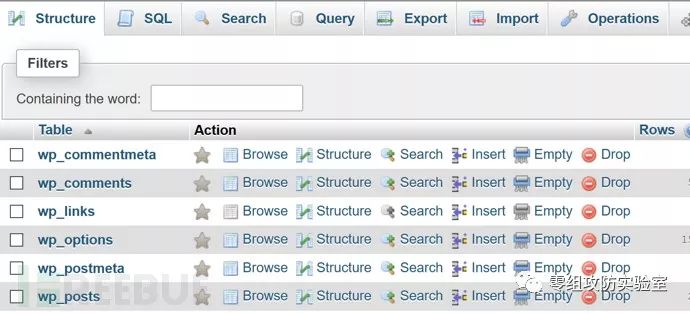 Structure SQL Search Query Export Import Operations
Filters
Containing the word:
Table Action Rows
wp_commentmeta Browse Structure Search Insert Empty Drop
wp_comments Browse Structure Search Insert Empty Drop
wp_links Browse Structure Search Insert Empty Drop
wp_options Browse Structure Search Insert Empty Drop
wp_postmeta Browse Structure Search Insert Empty Drop
wp_posts Browse Structure Search Insert Empty Drop
REEBUF
零组攻防实验室